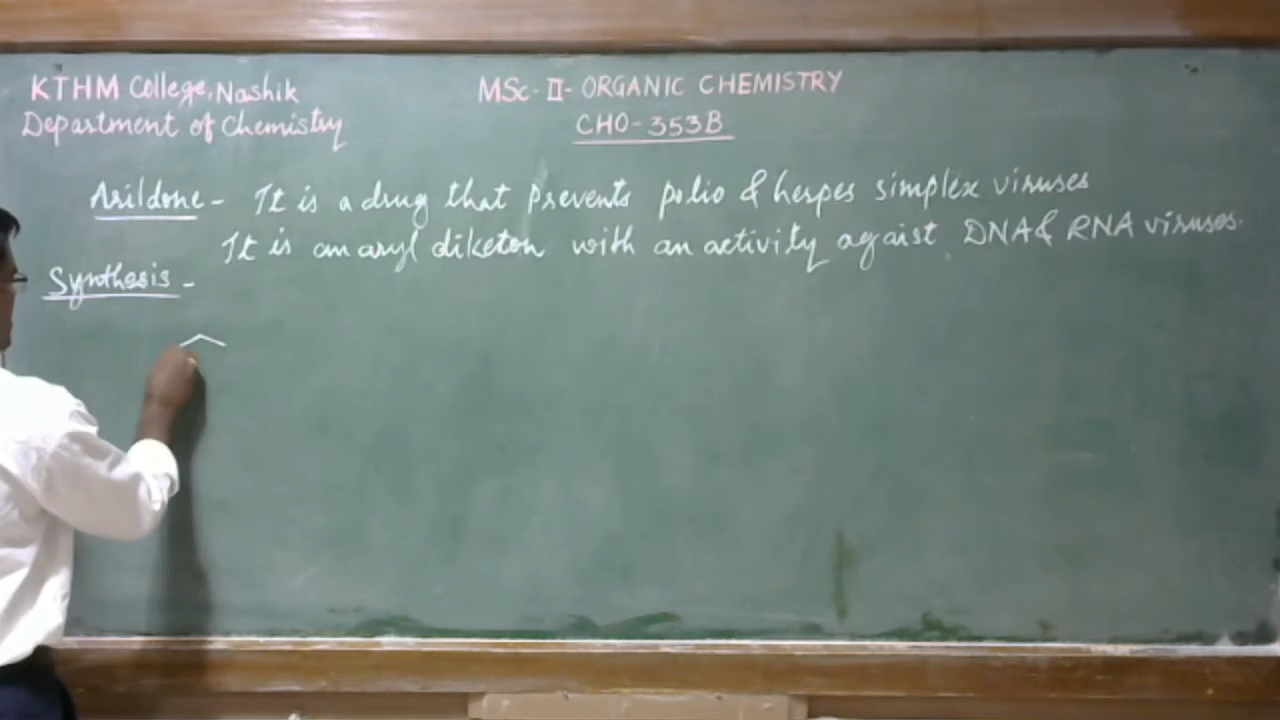 KTHM College, Nashik
Department of Chemistry
MSc-II- ORGANIC CHEMISTRY
CHO-353B
Arildone - It is a drug that prevents polio & herpes simplex viruses
It is an aryl diketon with an activity agaist DNA & RNA viruses.
Synthesis -